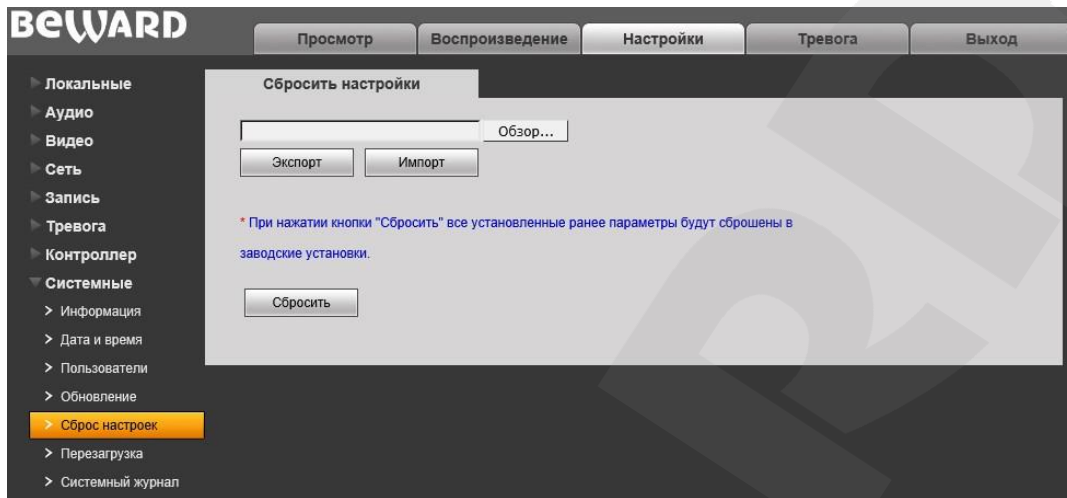 BEWARD
Просмотр
Воспроизведение
Настройки
Тревога
Выход
Локальные
Аудио
Видео
Сеть
Запись
Тревога
Контроллер
Системные
Информация
Дата и время
Пользователи
Обновление
Сброс настроек
Перезагрузка
Системный журнал
Сбросить настройки
Обзор...
Экспорт
Импорт
* При нажатии кнопки "Сбросить" все установленные ранее параметры будут сброшены в
заводские установки.
Сбросить